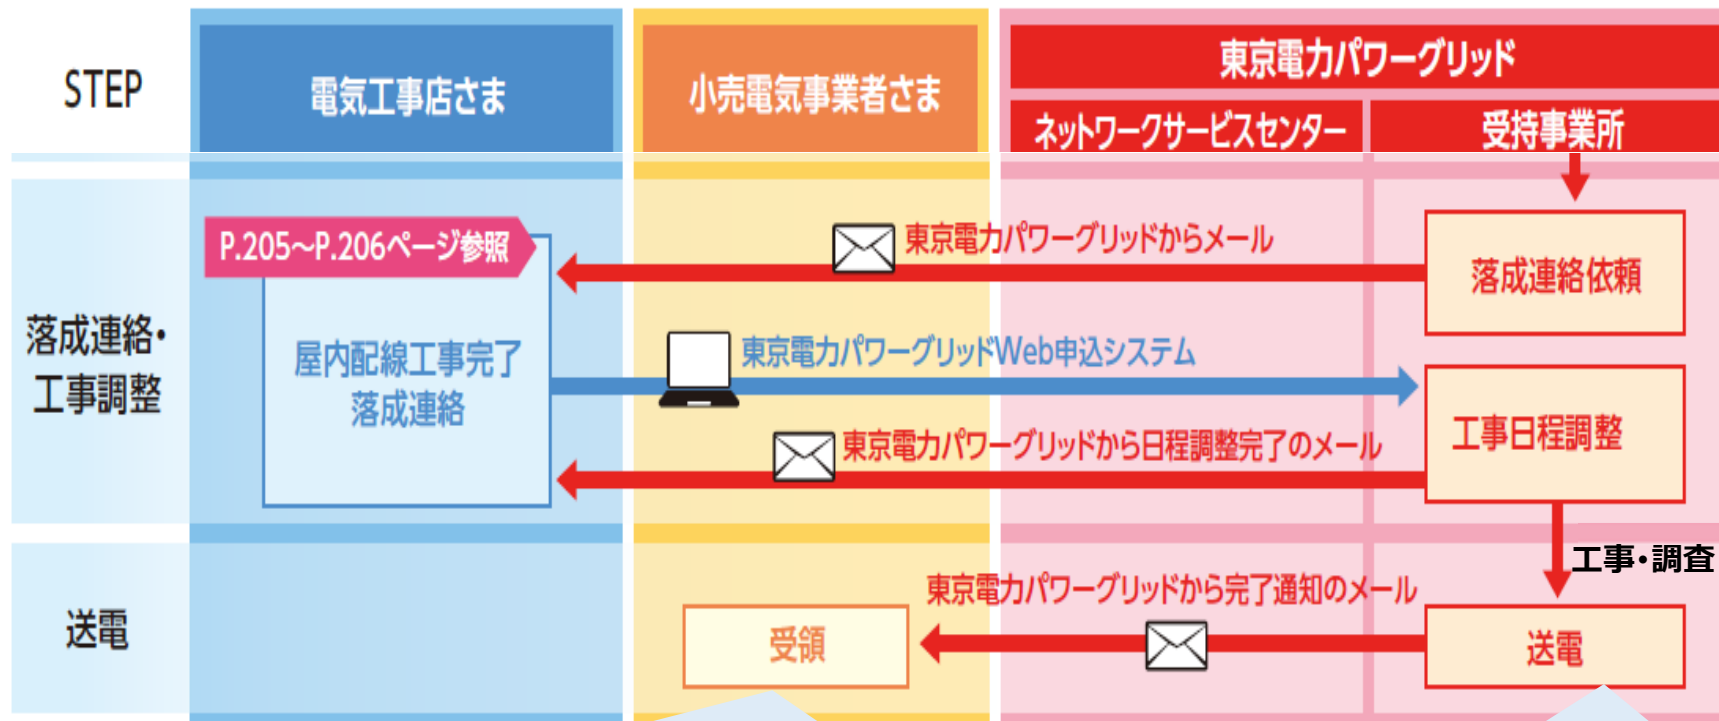 STEP
電気工事店さま
小売電気事業者さま
東京電力パワーグリッド
ネットワークサービスセンター
受持事業所
落成連絡・
工事調整
P.205～P.206ページ参照
東京電力パワーグリッドからメール
落成連絡依頼
屋内配線工事完了
落成連絡
東京電力パワーグリッドWeb申込システム
工事日程調整
東京電力パワーグリッドから日程調整完了のメール
工事・調査
送電
東京電力パワーグリッドから完了通知のメール
受領
送電